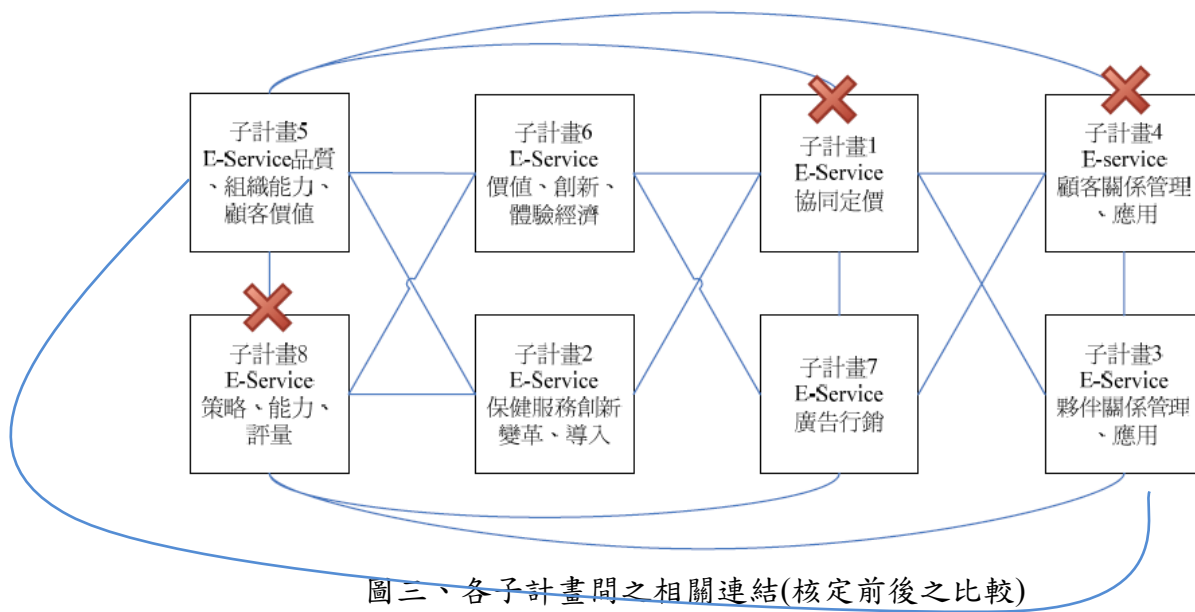 子計畫5
E-Service品質
、組織能力、
顧客價值
子計畫6
E-Service
價值、創新、
體驗經濟
子計畫1
E-Service
協同定價
子計畫4
E-service
顧客關係管理
、應用
子計畫8
E-Service
策略、能力、
評量
子計畫2
E-Service
保健服務創新
變革、導入
子計畫7
E-Service
廣告行銷
子計畫3
E-Service
夥伴關係管理
、應用
圖三、各子計畫間之相關連結(核定前後之比較)